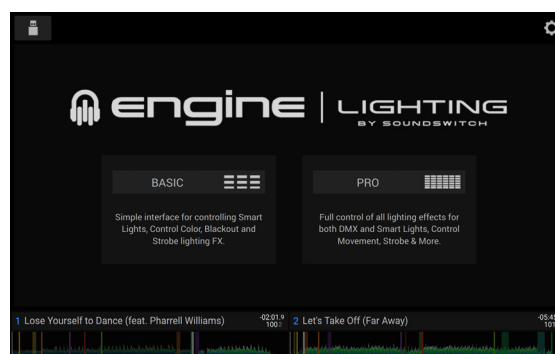 engine LIGHTING
BY SOUNDSWITCH
BASIC
Simple interface for controlling Smart
Lights, Control Color, Blackout and
Strobe lighting FX.
PRO
Full control of all lighting effects for
both DMX and Smart Lights, Control
Movement, Strobe & More.
1 Lose Yourself to Dance (feat. Pharrell Williams) -02:01.9
2 Let's Take Off (Far Away)